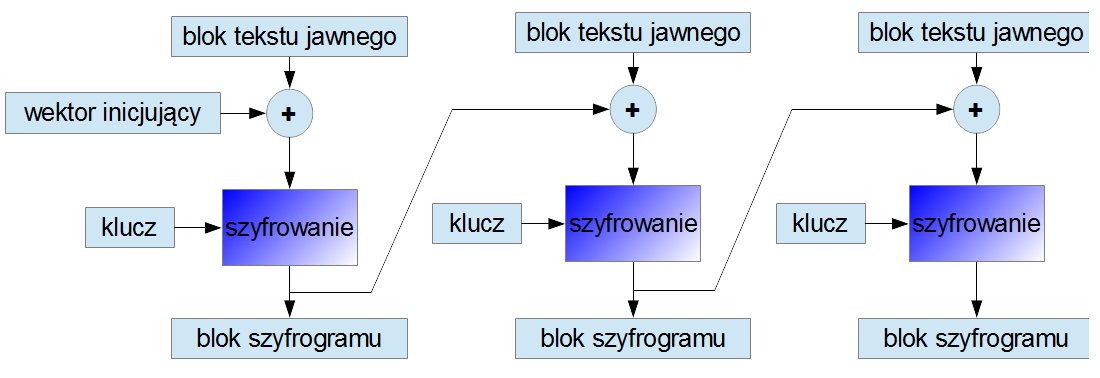 blok tekstu jawnego
blok tekstu jawnego
blok tekstu jawnego
wektor inicjujący
+
+
+
klucz
szyfrowanie
klucz
szyfrowanie
klucz
szyfrowanie
blok szyfrogramu
blok szyfrogramu
blok szyfrogramu